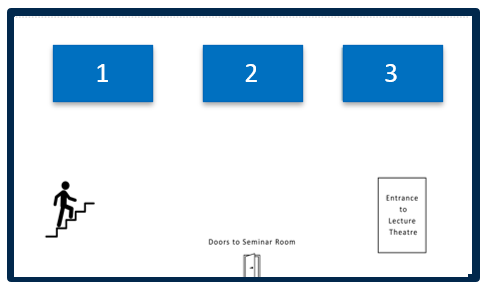 1 2 3
Entrance
to
Lecture
Theatre
Doors to Seminar Room